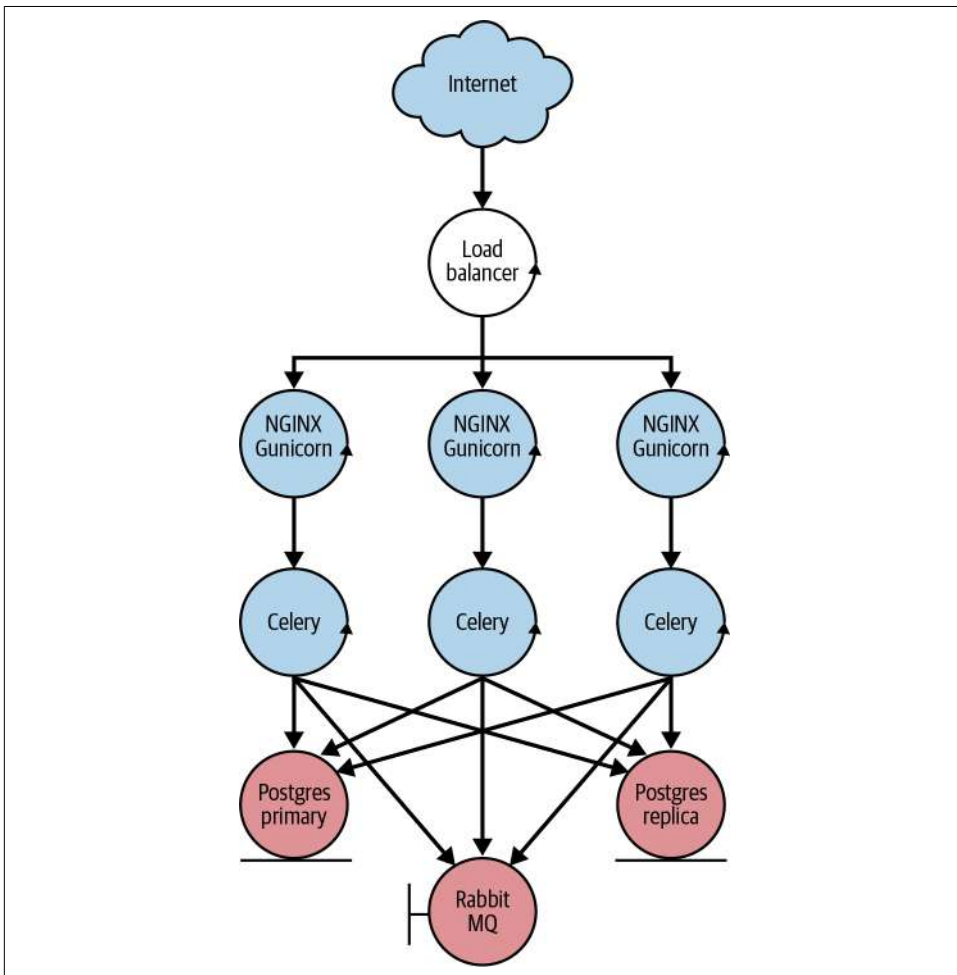 Internet
Load
balancer
NGINX
Gunicorn
NGINX
Gunicorn
NGINX
Gunicorn
Celery
Celery
Celery
Postgres
primary
Postgres
replica
Rabbit
MQ